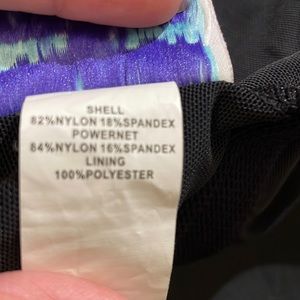 SHELL
82%NYLON 18%SPANDEX
POWERNET
84%NYLON 16%SPANDEX
LINING
100%POLYESTER